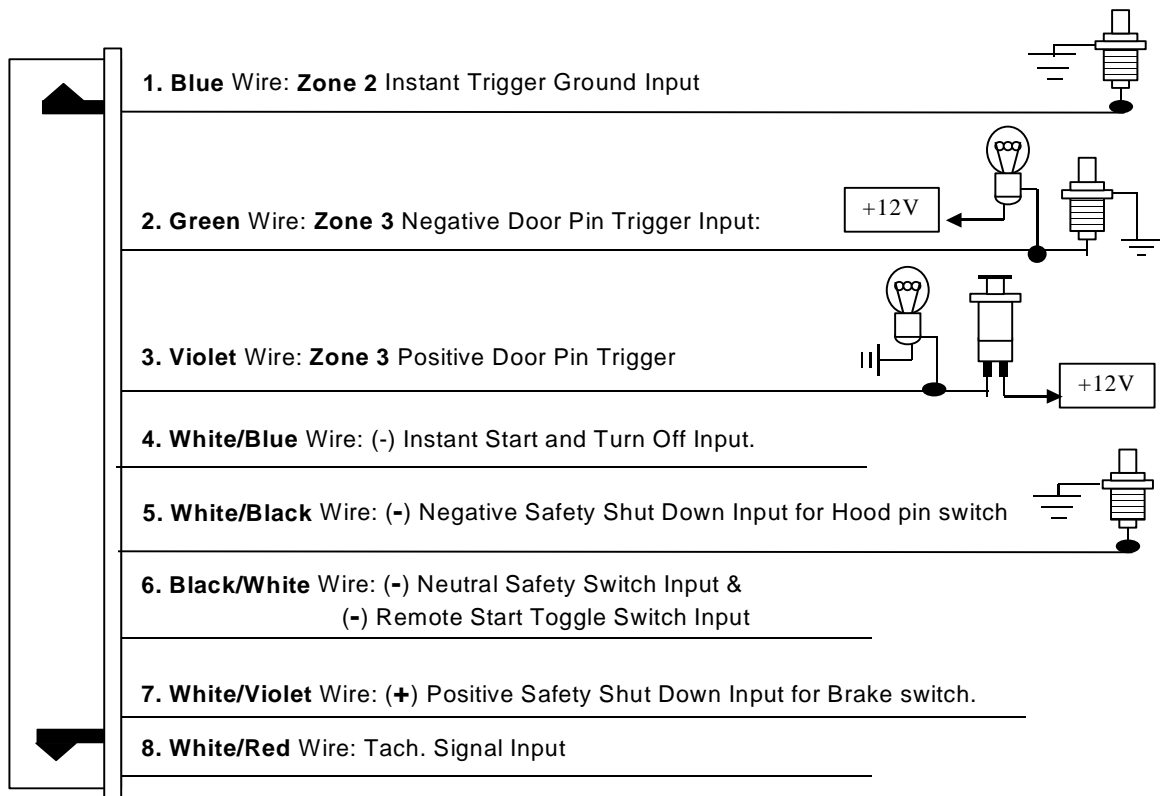 1. Blue Wire: Zone 2 Instant Trigger Ground Input
2. Green Wire: Zone 3 Negative Door Pin Trigger Input:
+12V
3. Violet Wire: Zone 3 Positive Door Pin Trigger
+12V
4. White/Blue Wire: (-) Instant Start and Turn Off Input.
5. White/Black Wire: (-) Negative Safety Shut Down Input for Hood pin switch
6. Black/White Wire: (-) Neutral Safety Switch Input &
(-) Remote Start Toggle Switch Input
7. White/Violet Wire: (+) Positive Safety Shut Down Input for Brake switch.
8. White/Red Wire: Tach. Signal Input